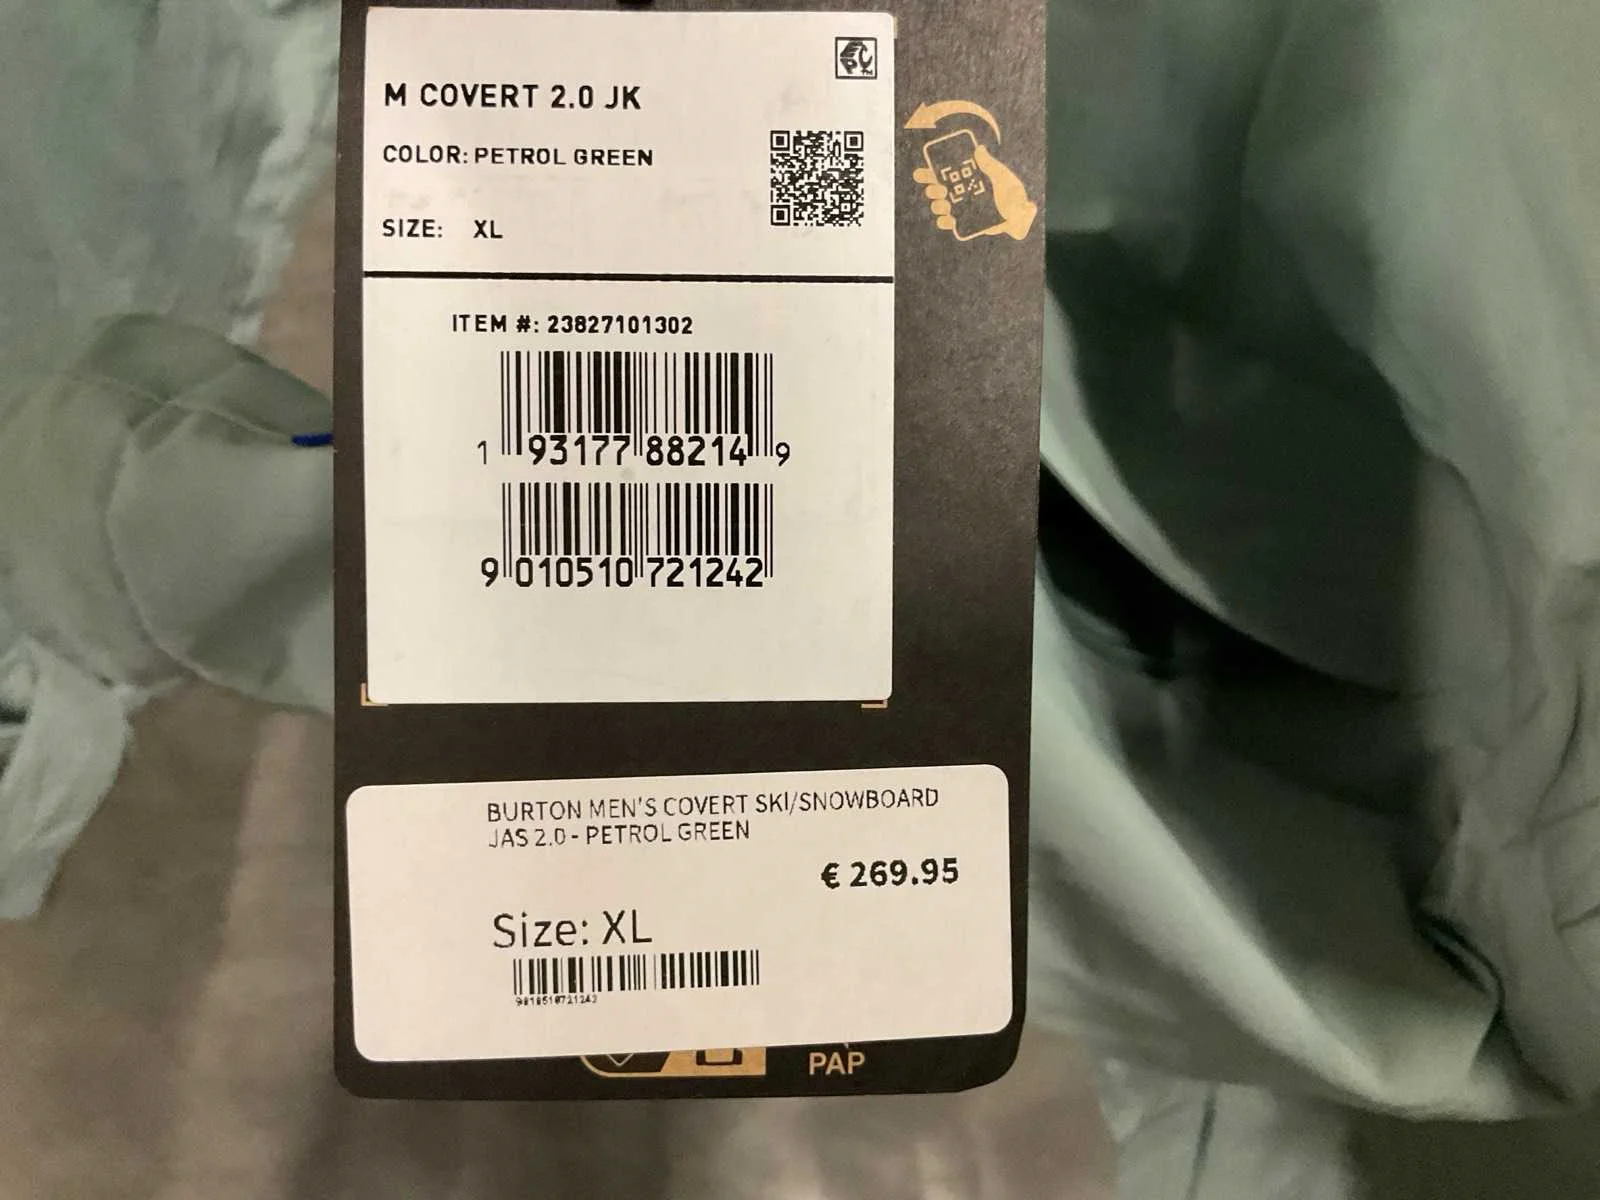 M COVERT 2.0 JK
COLOR: PETROL GREEN
SIZE: XL
ITEM #: 23827101302
1 93177 88214 9
9 010510 721242
BURTON MEN'S COVERT SKI/SNOWBOARD
JAS 2.0 - PETROL GREEN
€ 269.95
Size: XL
9010510721242
PAP